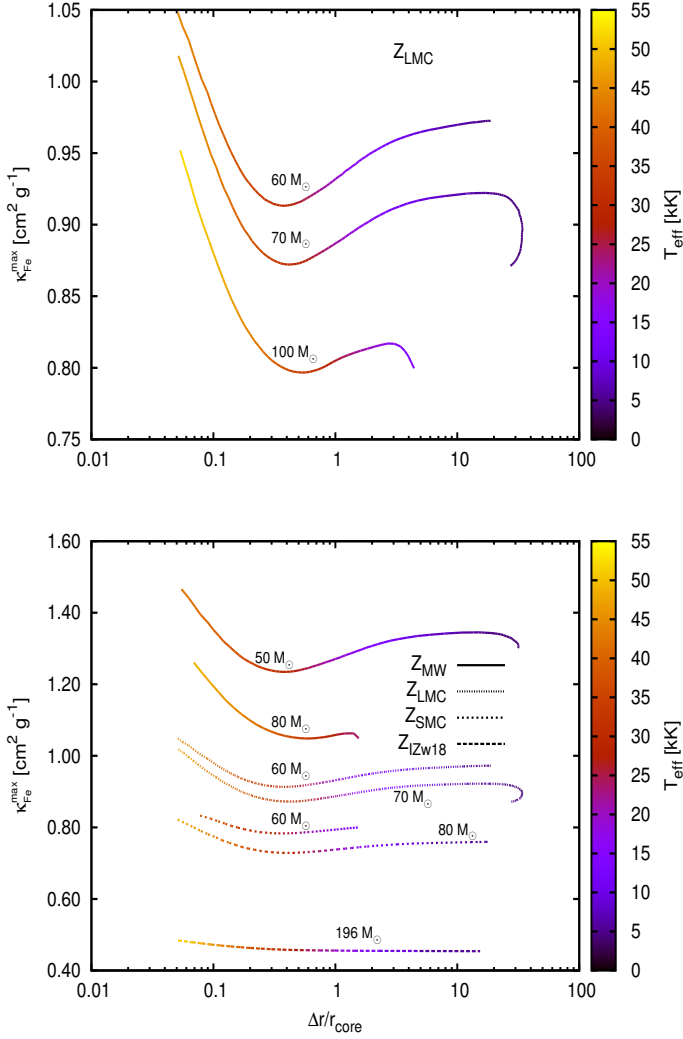 1.05
1.00
0.95
0.90
0.85
0.80
0.75
κ_Fe^max [cm² g⁻¹]
Z_LMC
60 M☉
70 M☉
100 M☉
0.01 0.1 1 10 100
55
50
45
40
35
30
25
20
15
10
5
0
T_eff [kK]
1.60
1.40
1.20
1.00
0.80
0.60
0.40
κ_Fe^max [cm² g⁻¹]
50 M☉
Z_MW
Z_LMC
Z_SMC
Z_IZw18
80 M☉
60 M☉
70 M☉
60 M☉
80 M☉
196 M☉
0.01 0.1 1 10 100
Δr/r_core
55
50
45
40
35
30
25
20
15
10
5
0
T_eff [kK]